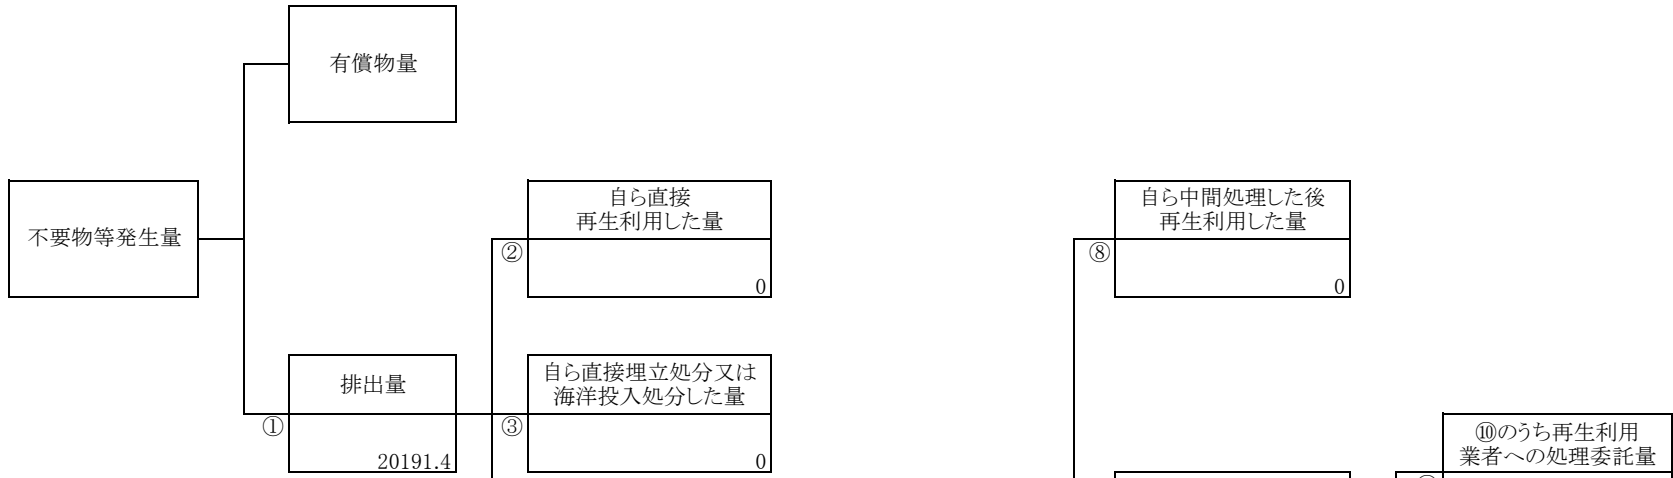 有償物量
不要物等発生量
自ら直接
再生利用した量
②
0
自ら中間処理した後
再生利用した量
⑧
0
排出量
①
20191.4
自ら直接埋立処分又は
海洋投入処分した量
③
0
⑩のうち再生利用
業者への処理委託量